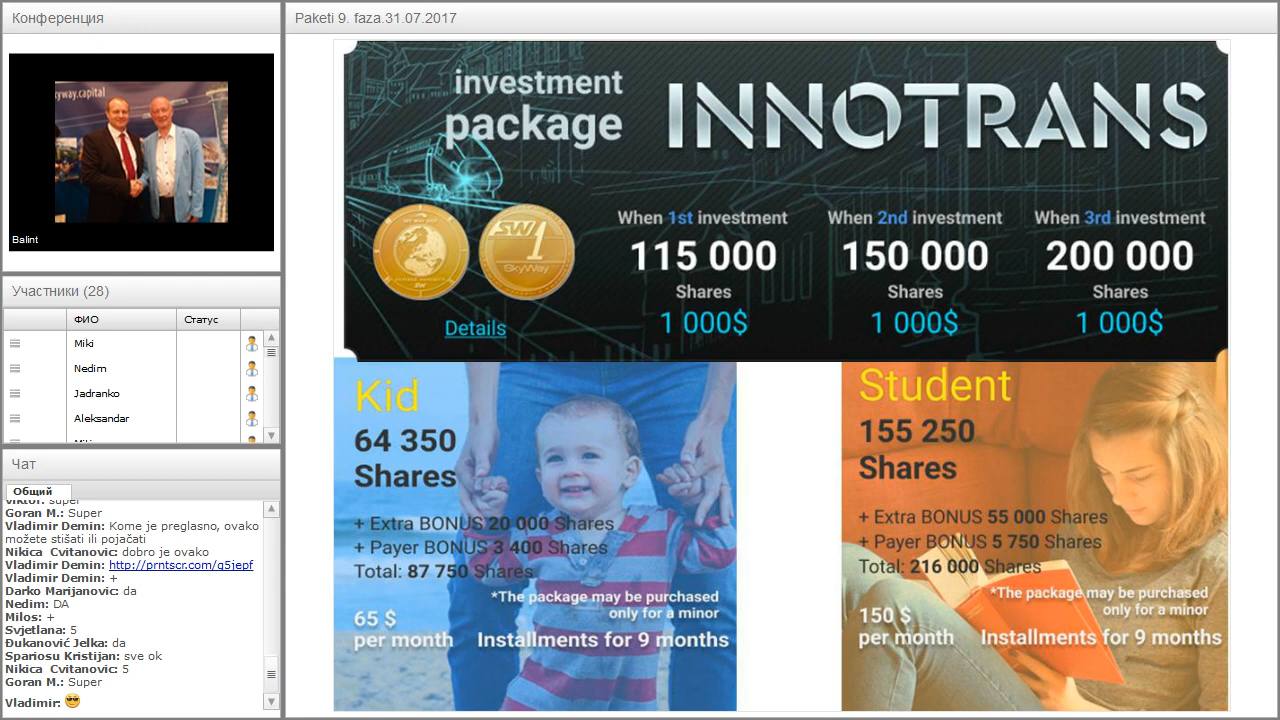 Конференция
kyway.capital
Balint
Участники (28)
ФИО
Статус
Miki
Nedim
Jadranko
Aleksandar
Чат
Общий
Viktor: super
Goran M.: Super
Vladimir Demin: Kome je preglasno, ovako
možete stišati ili pojačati
Nikica Cvitanovic: dobro je ovako
Vladimir Demin: http://prntscr.com/g5jepf
Vladimir Demin: +
Darko Marijanovic: da
Nedim: DA
Milos: +
Svjetlana: 5
Đukanović Jelka: da
Spariosu Kristijan: sve ok
Nikica Cvitanovic: 5
Goran M.: Super
Vladimir:
Paketi 9. faza.31.07.2017
investment
package
INNOTRANS
SW1
SkyWay
Details
When 1st investment
115 000
Shares
1 000$
When 2nd investment
150 000
Shares
1 000$
When 3rd investment
200 000
Shares
1 000$
Kid
64 350
Shares
+ Extra BONUS 20 000 Shares
+ Payer BONUS 3 400 Shares
Total: 87 750 Shares
*The package may be purchased
only for a minor
65 $
per month
Installments for 9 months
Student
155 250
Shares
+ Extra BONUS 55 000 Shares
+ Payer BONUS 5 750 Shares
Total: 216 000 Shares
*The package may be purchased
only for a minor
150 $
per month
Installments for 9 months